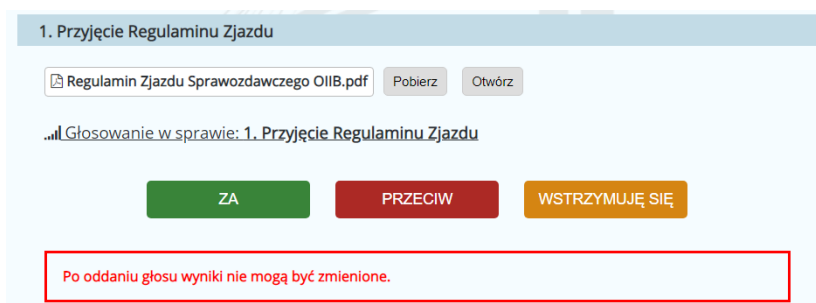 1. Przyjęcie Regulaminu Zjazdu
Regulamin Zjazdu Sprawozdawczego OIIB.pdf Pobierz Otwórz
Głosowanie w sprawie: 1. Przyjęcie Regulaminu Zjazdu
ZA PRZECIW WSTRZYMUJĘ SIĘ
Po oddaniu głosu wyniki nie mogą być zmienione.